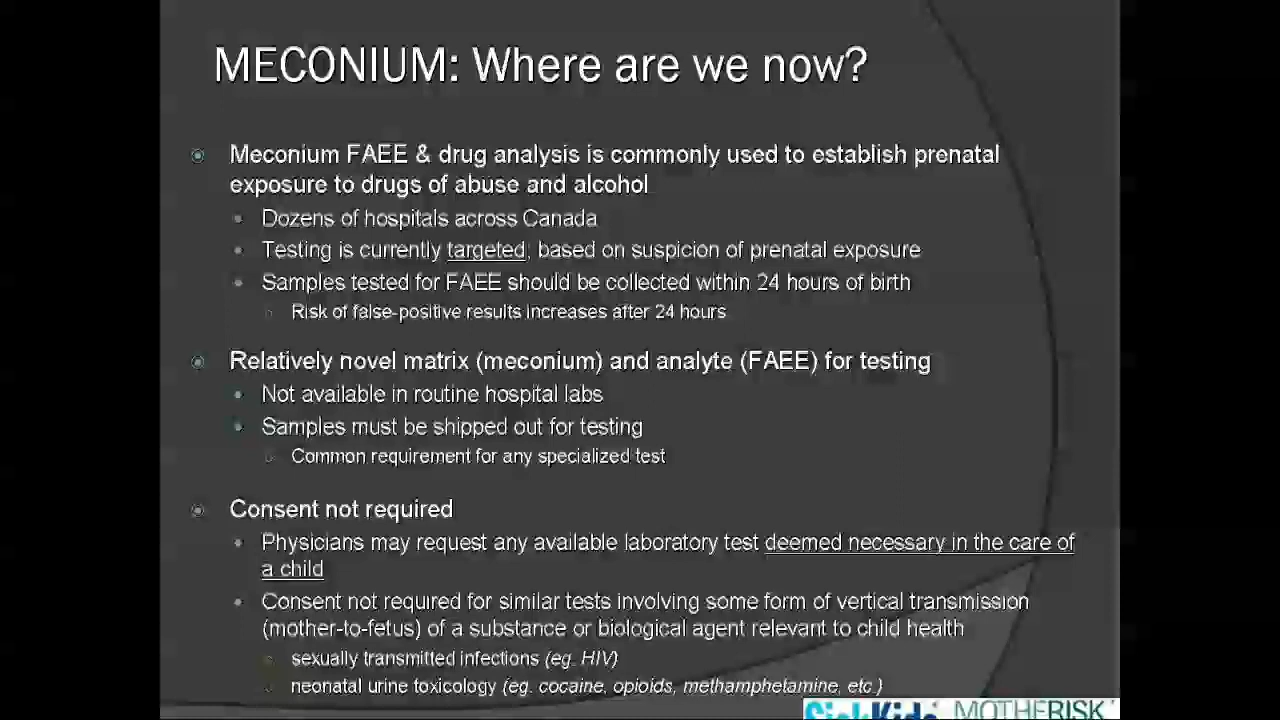 MECONIUM: Where are we now?
Meconium FAEE & drug analysis is commonly used to establish prenatal
exposure to drugs of abuse and alcohol
Dozens of hospitals across Canada
Testing is currently targeted; based on suspicion of prenatal exposure
Samples tested for FAEE should be collected within 24 hours of birth
Risk of false-positive results increases after 24 hours
Relatively novel matrix (meconium) and analyte (FAEE) for testing
Not available in routine hospital labs
Samples must be shipped out for testing
Common requirement for any specialized test
Consent not required
Physicians may request any available laboratory test deemed necessary in the care of
a child
Consent not required for similar tests involving some form of vertical transmission
(mother-to-fetus) of a substance or biological agent relevant to child health
sexually transmitted infections (eg. HIV)
neonatal urine toxicology (eg. cocaine, opioids, methamphetamine, etc.)
SickKids MOTHERISK